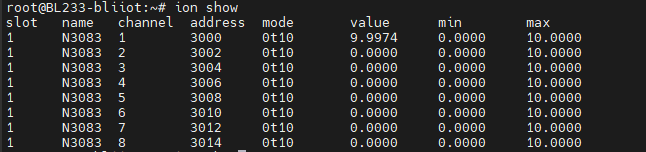 root@BL233-bliiot:~# ion show
slot name channel address mode value min max
1 N3083 1 3000 0t10 9.9974 0.0000 10.0000
1 N3083 2 3002 0t10 0.0000 0.0000 10.0000
1 N3083 3 3004 0t10 0.0000 0.0000 10.0000
1 N3083 4 3006 0t10 0.0000 0.0000 10.0000
1 N3083 5 3008 0t10 0.0000 0.0000 10.0000
1 N3083 6 3010 0t10 0.0000 0.0000 10.0000
1 N3083 7 3012 0t10 0.0000 0.0000 10.0000
1 N3083 8 3014 0t10 0.0000 0.0000 10.0000